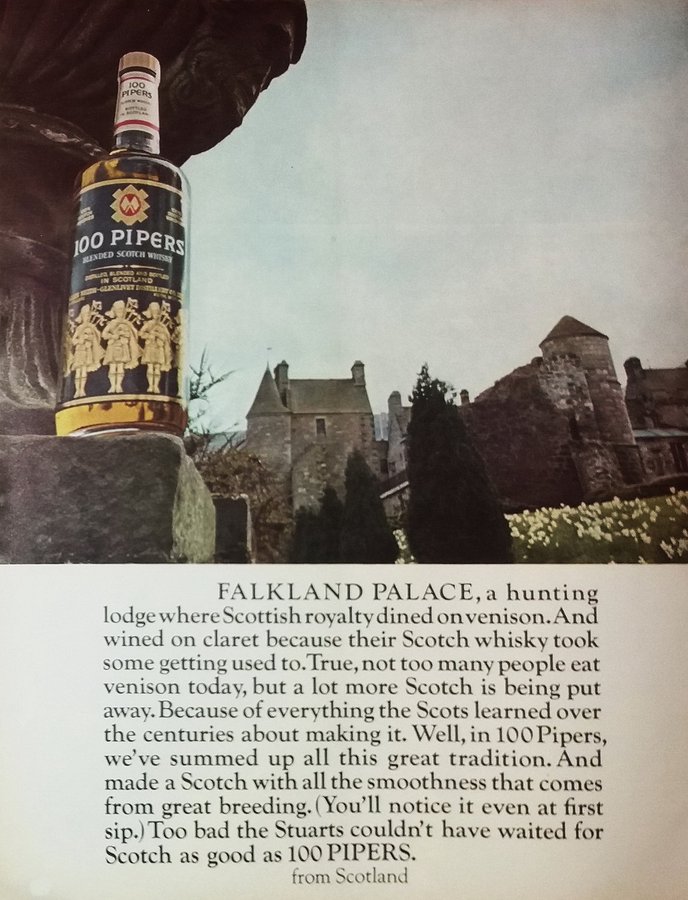 100
PIPERS
100 PIPERS
BLENDED SCOTCH WHISKY
DISTILLED, BLENDED AND BOTTLED
IN SCOTLAND
FALKLAND PALACE, a hunting
lodge where Scottish royalty dined on venison. And
wined on claret because their Scotch whisky took
some getting used to. True, not too many people eat
venison today, but a lot more Scotch is being put
away. Because of everything the Scots learned over
the centuries about making it. Well, in 100 Pipers,
we've summed up all this great tradition. And
made a Scotch with all the smoothness that comes
from great breeding. (You'll notice it even at first
sip.) Too bad the Stuarts couldn't have waited for
Scotch as good as 100 PIPERS.
from Scotland